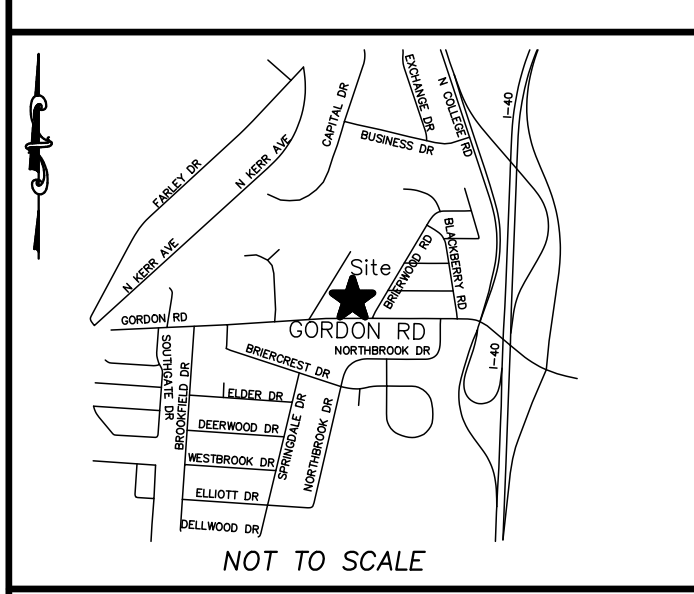 EXCHANGE DR
N COLLEGE RD
CAPITAL DR
I-40
BUSINESS DR
FARLEY DR
N KERR AVE
N KERR AVE
BLACKBERRY RD
BRIERWOOD RD
Site
GORDON RD
GORDON RD
NORTHBROOK DR
I-40
BRIERCREST DR
SOUTHGATE DR
BROOKFIELD DR
ELDER DR
SPRINGDALE DR
NORTHBROOK DR
DEERWOOD DR
WESTBROOK DR
ELLIOTT DR
DELLWOOD DR
NOT TO SCALE